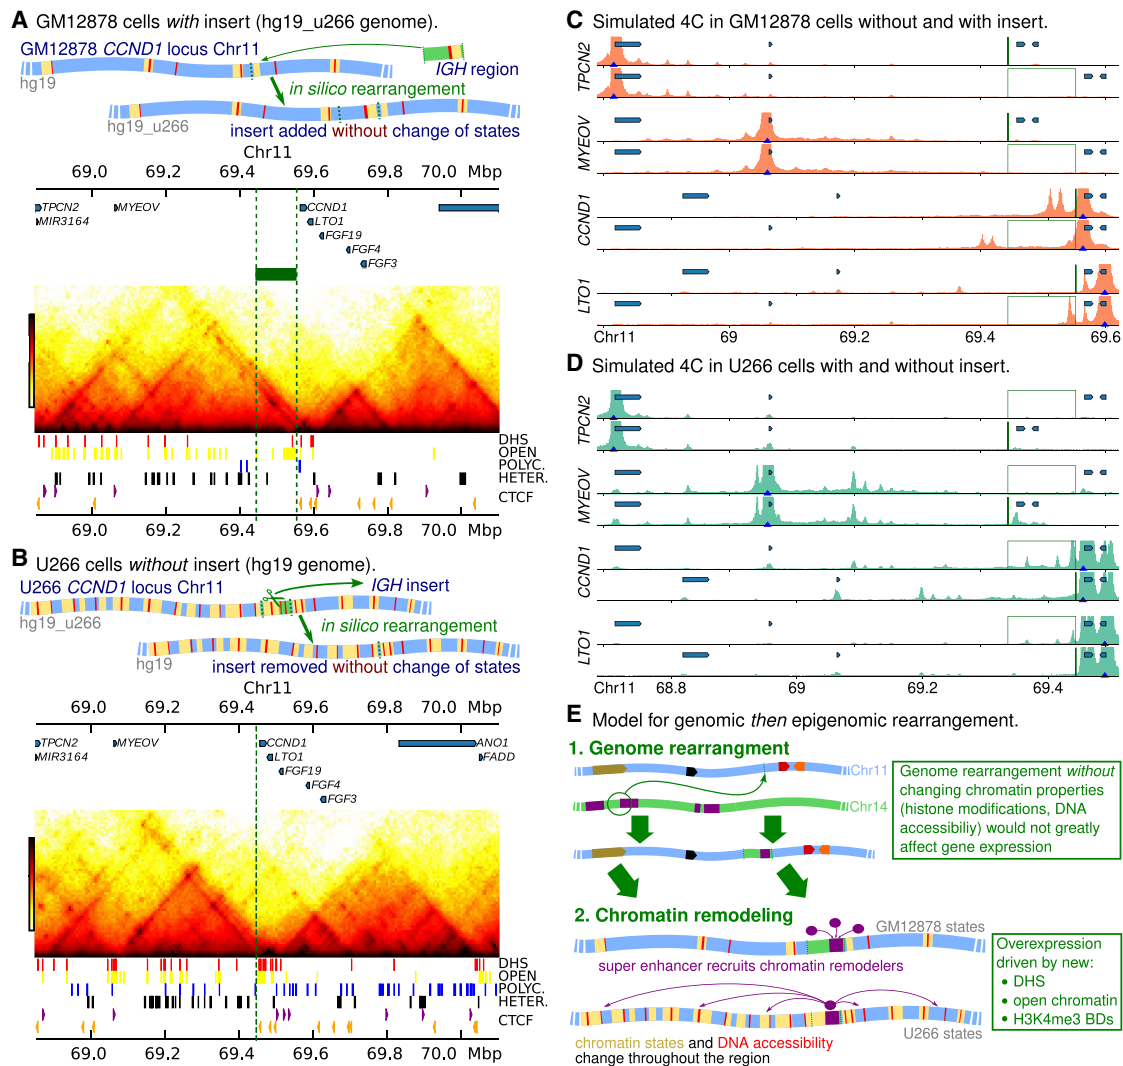 A GM12878 cells with insert (hg19_u266 genome).
GM12878 CCND1 locus Chr11
IGH region
hg19
in silico rearrangement
hg19_u266
insert added without change of states
Chr11
69.0 69.2 69.4 69.6 69.8 70.0 Mbp
TPCN2 MYEOV CCND1
MIR3164 LTO1
FGF19
FGF4
FGF3
DHS
OPEN
POLYC.
HETER.
CTCF
69.0 69.2 69.4 69.6 69.8 70.0 Mbp
B U266 cells without insert (hg19 genome).
U266 CCND1 locus Chr11
IGH insert
hg19_u266
in silico rearrangement
hg19
insert removed without change of states
Chr11
69.0 69.2 69.4 69.6 69.8 70.0 Mbp
TPCN2 MYEOV CCND1 ANO1
MIR3164 LTO1 FADD
FGF19
FGF4
FGF3
DHS
OPEN
POLYC.
HETER.
CTCF
69.0 69.2 69.4 69.6 69.8 70.0 Mbp
C Simulated 4C in GM12878 cells without and with insert.
TPCN2
MYEOV
CCND1
LTO1
Chr11 69 69.2 69.4 69.6
D Simulated 4C in U266 cells with and without insert.
TPCN2
MYEOV
CCND1
LTO1
Chr11 68.8 69 69.2 69.4
E Model for genomic then epigenomic rearrangement.
1. Genome rearrangment
Chr11
Chr14
Genome rearrangement without
changing chromatin properties
(histone modifications, DNA
accessibiliy) would not greatly
affect gene expression
2. Chromatin remodeling
GM12878 states
super enhancer recruits chromatin remodelers
U266 states
chromatin states and DNA accessibility
change throughout the region
Overexpression
driven by new:
• DHS
• open chromatin
• H3K4me3 BDs